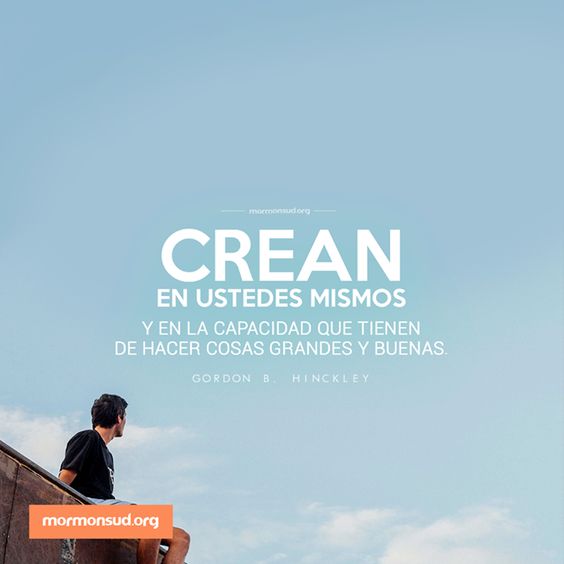 mormonsud.org
CREAN
EN USTEDES MISMOS
Y EN LA CAPACIDAD QUE TIENEN
DE HACER COSAS GRANDES Y BUENAS.
GORDON B. HINCKLEY
mormonsud.org